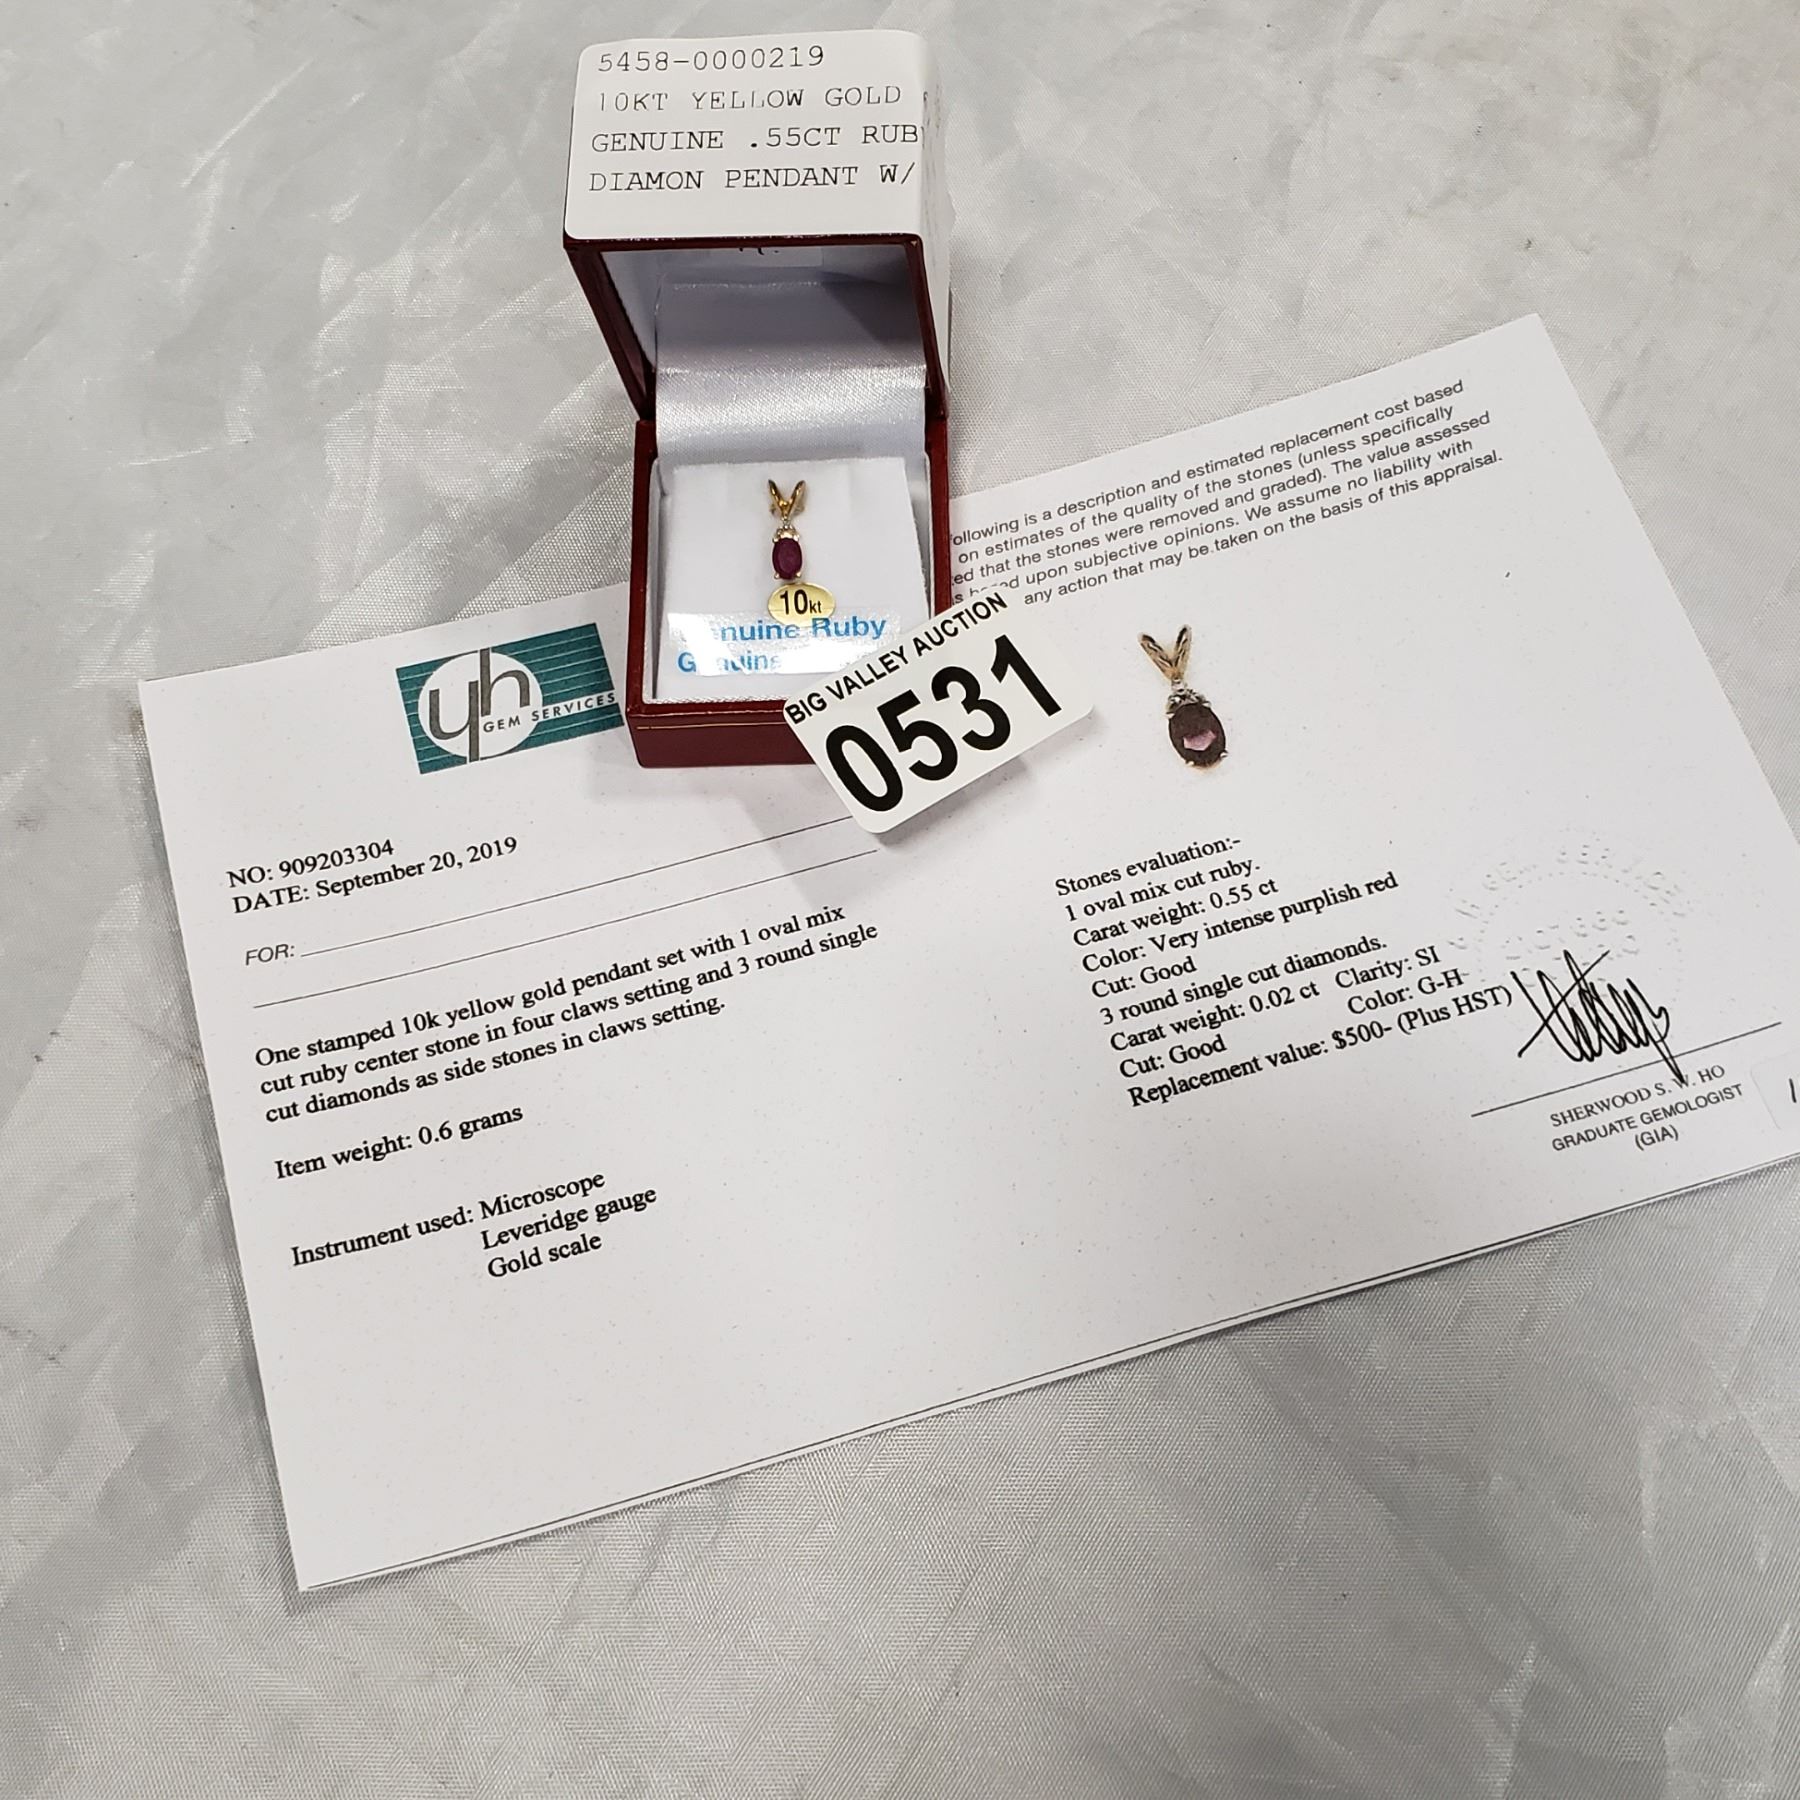 5458-0000219
10KT YELLOW GOLD
GENUINE .55CT
DIAMON PENDANT W/
10kt
Ruby
BIG VALLEY AUCTION
0531
yh
GEM SERVICES
NO: 909203304
DATE: September 20, 2019
FOR:
One stamped 10k yellow gold pendant set with 1 oval mix
cut ruby center stone in four claws setting and 3 round single
cut diamonds as side stones in claws setting.
Item weight: 0.6 grams
Instrument used: Microscope
Leveridge gauge
Gold scale
is a description and estimated replacement cost based
on estimates of the quality of the stones (unless specifically
that the stones were removed and graded). The value assessed
upon subjective opinions. We assume no liability with
any action that may be taken on the basis of this appraisal.
Stones evaluation:-
1 oval mix cut ruby.
Carat weight: 0.55 ct
Color: Very intense purplish red
Cut: Good
3 round single cut diamonds.
Carat weight: 0.02 ct Clarity: SI
Cut: Good Color: G-H
Replacement value: $500- (Plus HST)
SHERWOOD S. W. HO
GRADUATE GEMOLOGIST
(GIA)